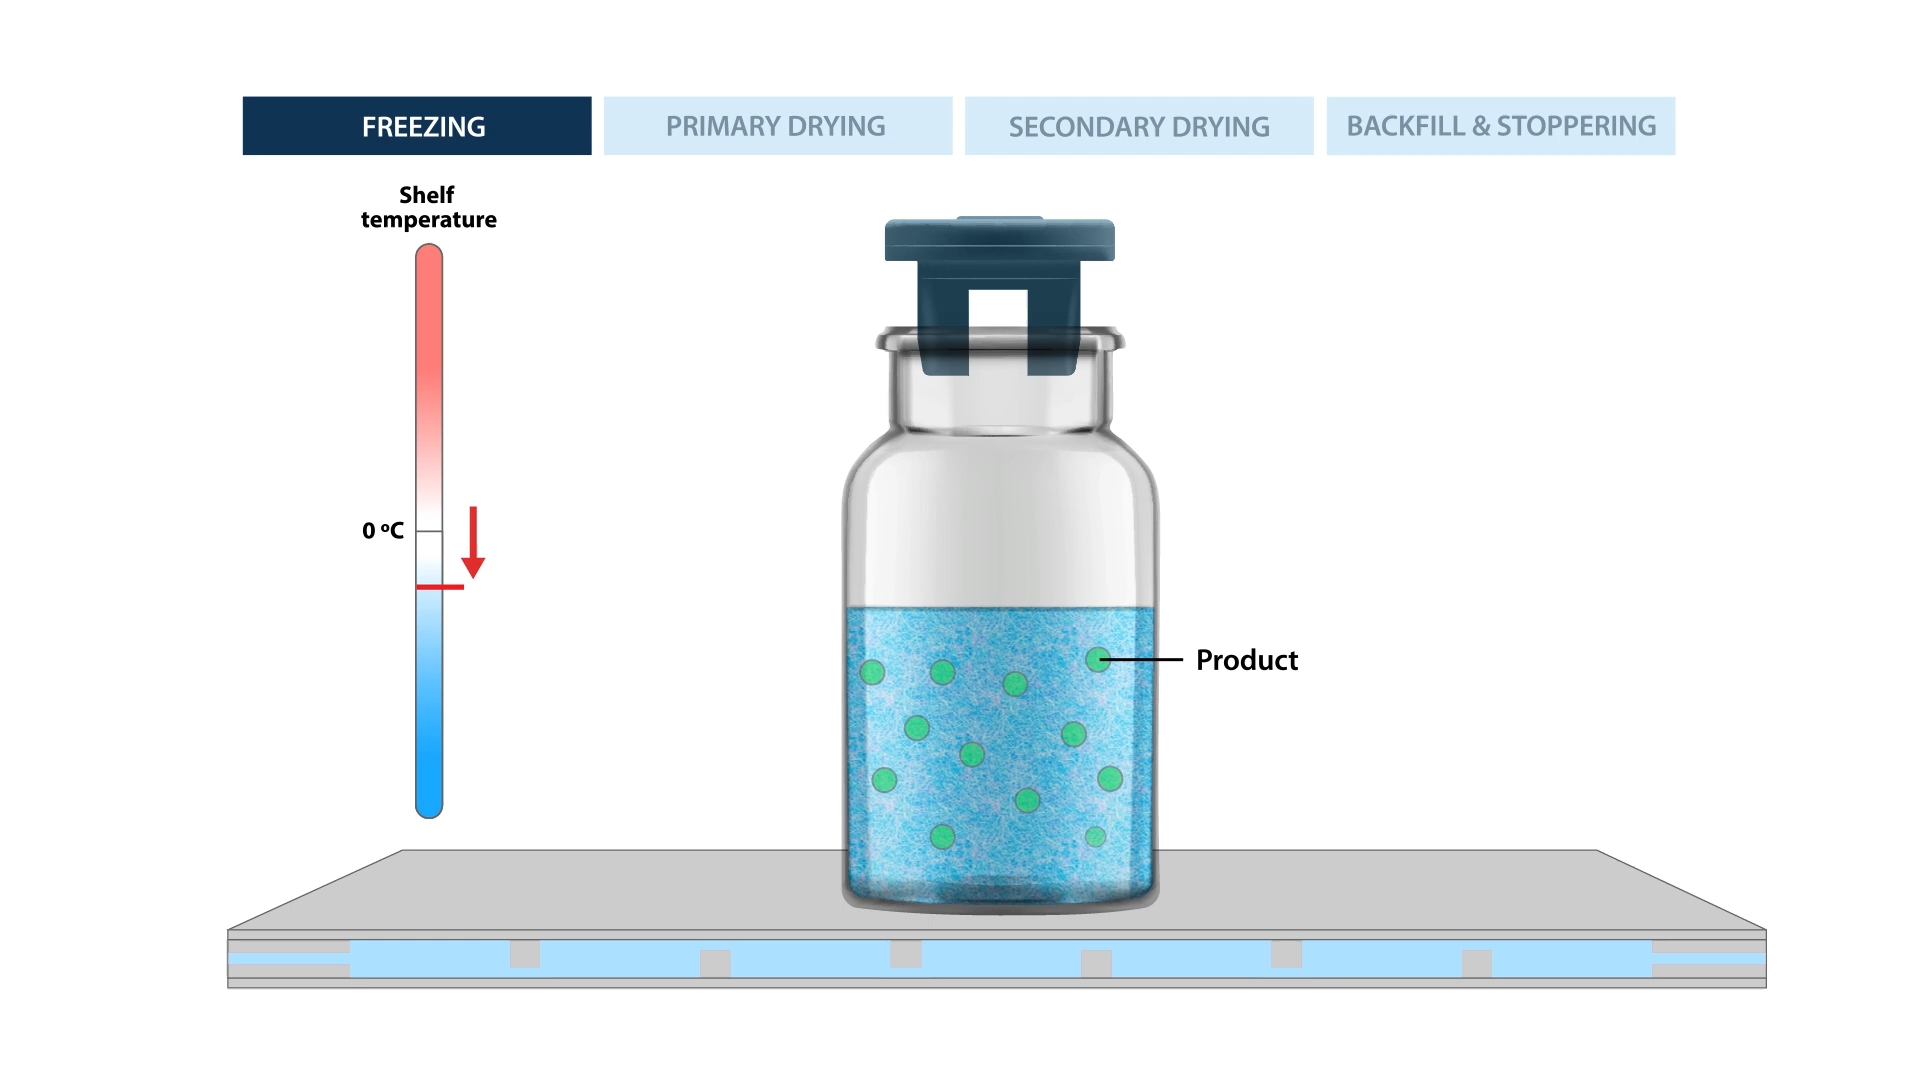 FREEZING
PRIMARY DRYING
SECONDARY DRYING
BACKFILL & STOPPERING
Shelf
temperature
0 ºC
Product